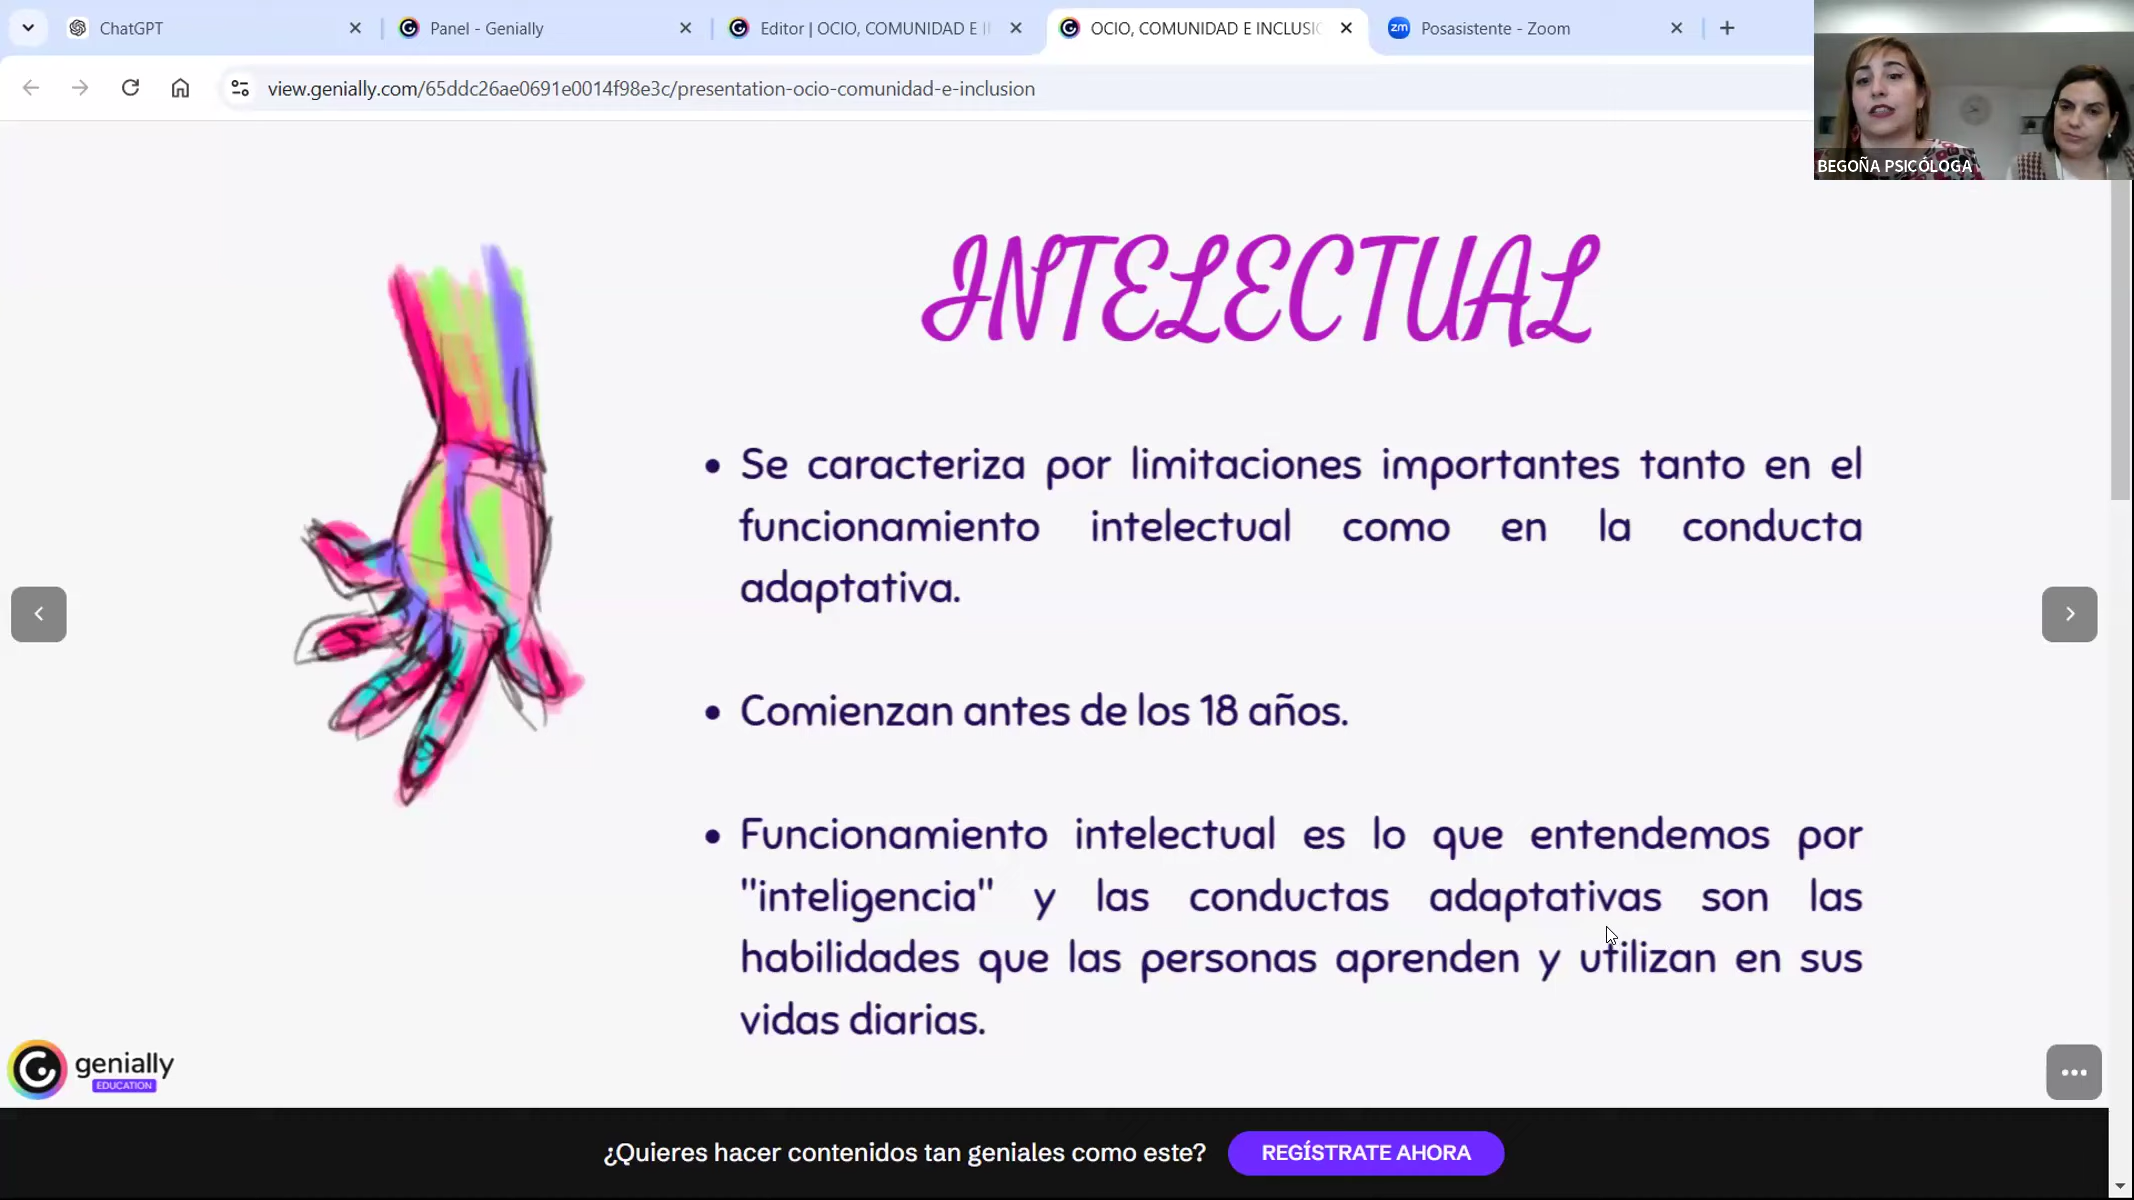 ChatGPT
Panel - Genially
Editor | OCIO, COMUNIDAD E I
OCIO, COMUNIDAD E INCLUSI
Posasistente - Zoom
view.genially.com/65ddc26ae0691e0014f98e3c/presentation-ocio-comunidad-e-inclusion
BEGOÑA PSICÓLOGA
INTELECTUAL
• Se caracteriza por limitaciones importantes tanto en el
funcionamiento intelectual como en la conducta
adaptativa.
• Comienzan antes de los 18 años.
• Funcionamiento intelectual es lo que entendemos por
"inteligencia" y las conductas adaptativas son las
habilidades que las personas aprenden y utilizan en sus
vidas diarias.
genially
EDUCATION
¿Quieres hacer contenidos tan geniales como este?
REGÍSTRATE AHORA